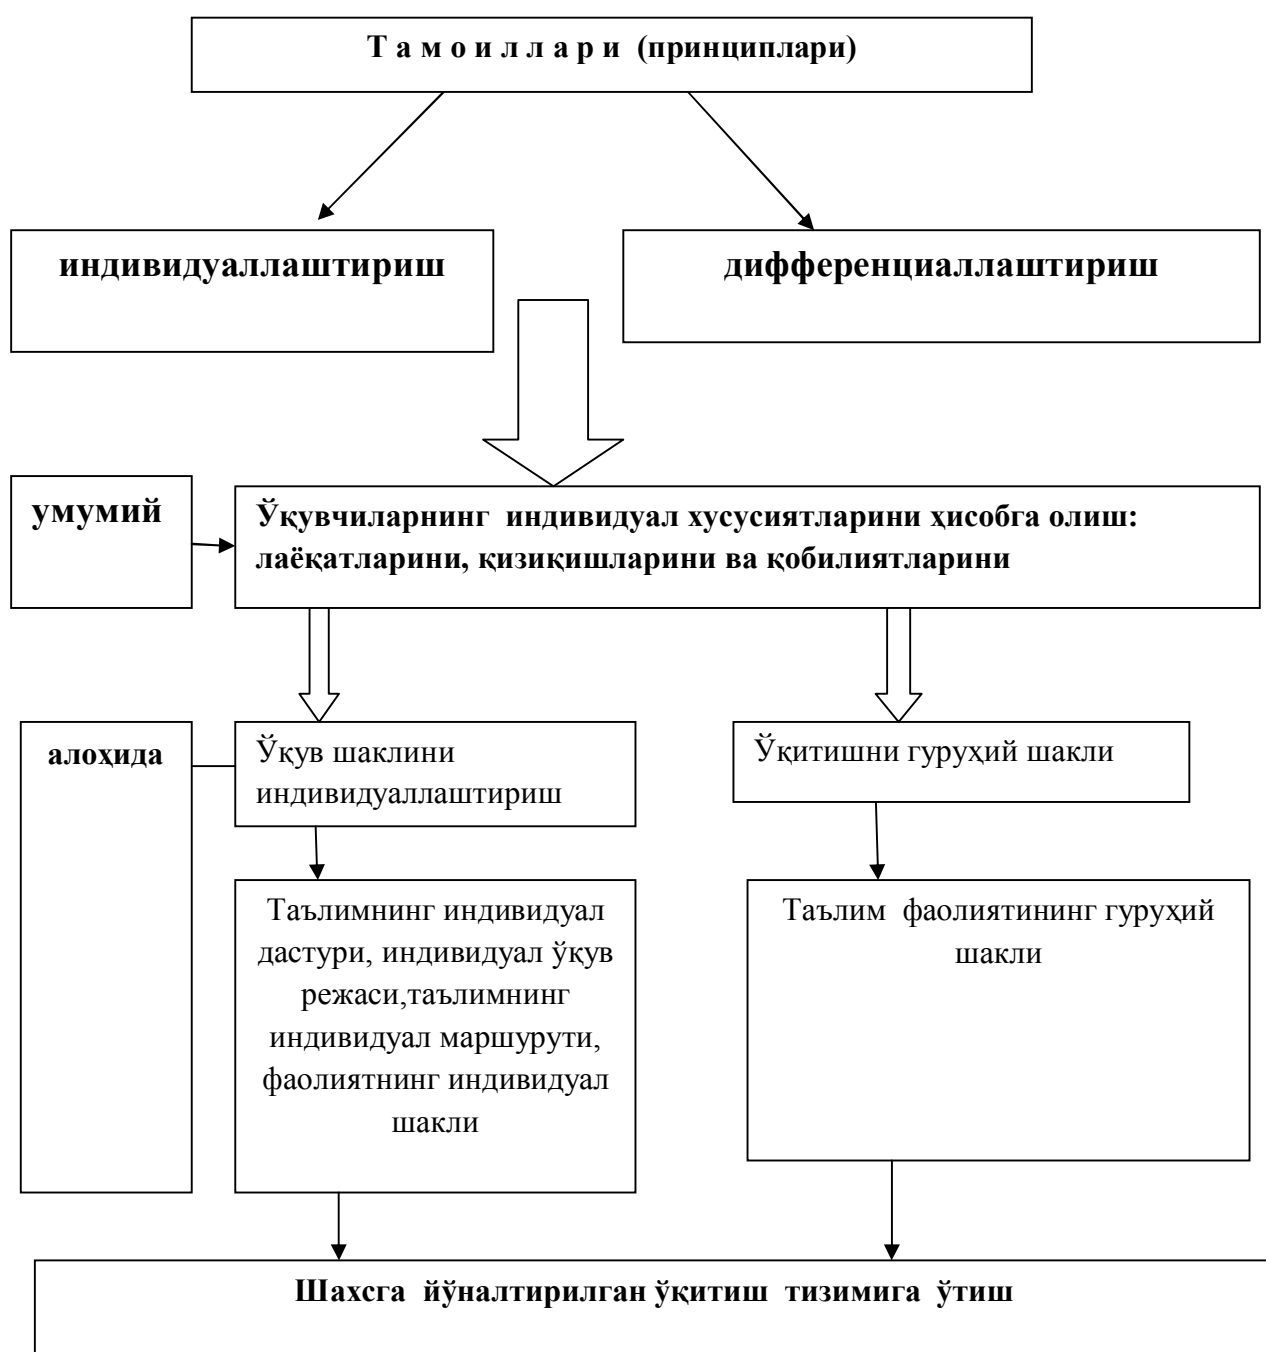 Т а м о и л л а р и (принциплари)
индивидуаллаштириш
дифференциаллаштириш
умумий
Ўқувчиларнинг индивидуал хусусиятларини ҳисобга олиш:
лаёқатларини, қизиқишларини ва қобилиятларини
алоҳида
Ўқув шаклини
индивидуаллаштириш
Ўқитишни гуруҳий шакли
Таълимнинг индивидуал
дастури, индивидуал ўқув
режаси,таълимнинг
индивидуал маршурути,
фаолиятнинг индивидуал
шакли
Таълим фаолиятининг гуруҳий
шакли
Шахсга йўналтирилган ўқитиш тизимига ўтиш